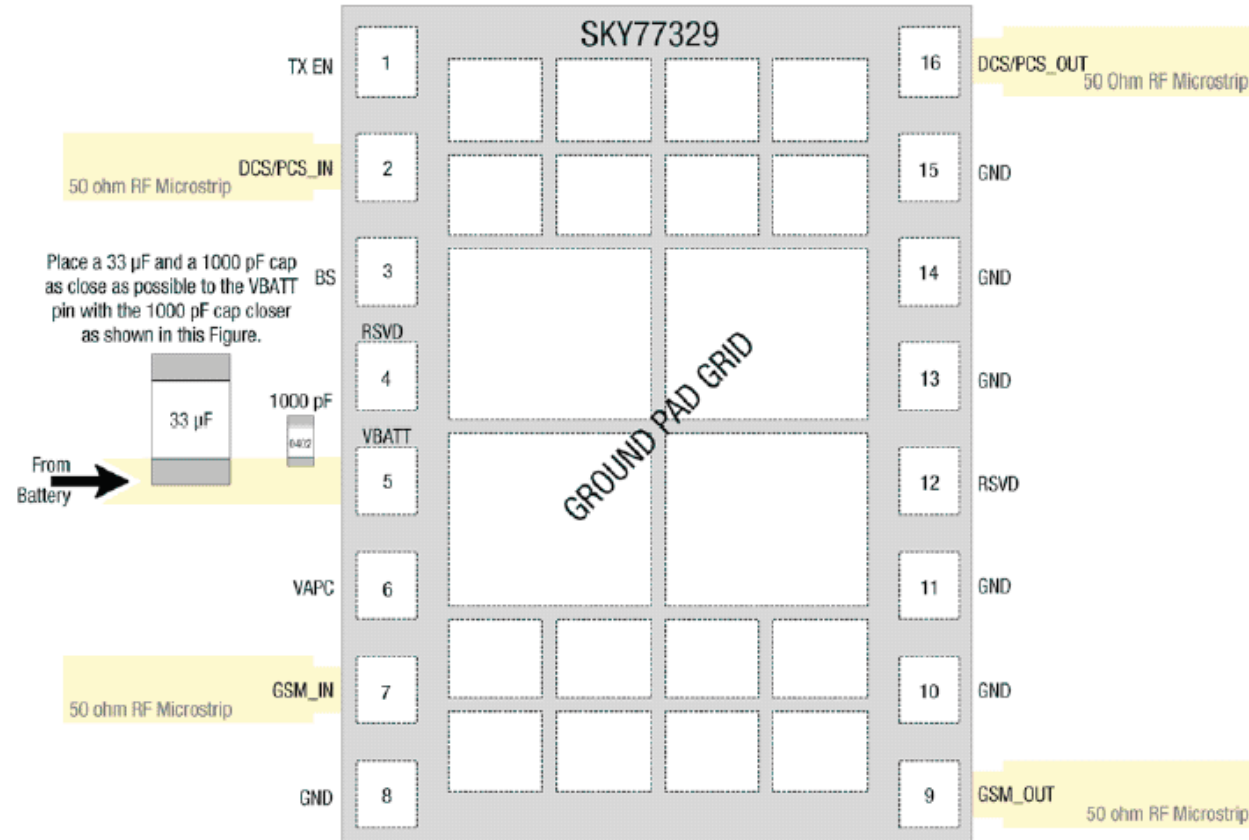 SKY77329
TX EN
1
16
DCS/PCS_OUT
50 Ohm RF Microstrip
DCS/PCS_IN
50 ohm RF Microstrip
2
15
GND
Place a 33 µF and a 1000 pF cap
as close as possible to the VBATT
pin with the 1000 pF cap closer
as shown in this Figure.
BS
3
14
GND
RSVD
4
13
GND
33 µF
1000 pF
0402
VBATT
From
Battery
5
12
RSVD
GROUND PAD GRID
VAPC
6
11
GND
GSM_IN
50 ohm RF Microstrip
7
10
GND
GND
8
9
GSM_OUT
50 ohm RF Microstrip